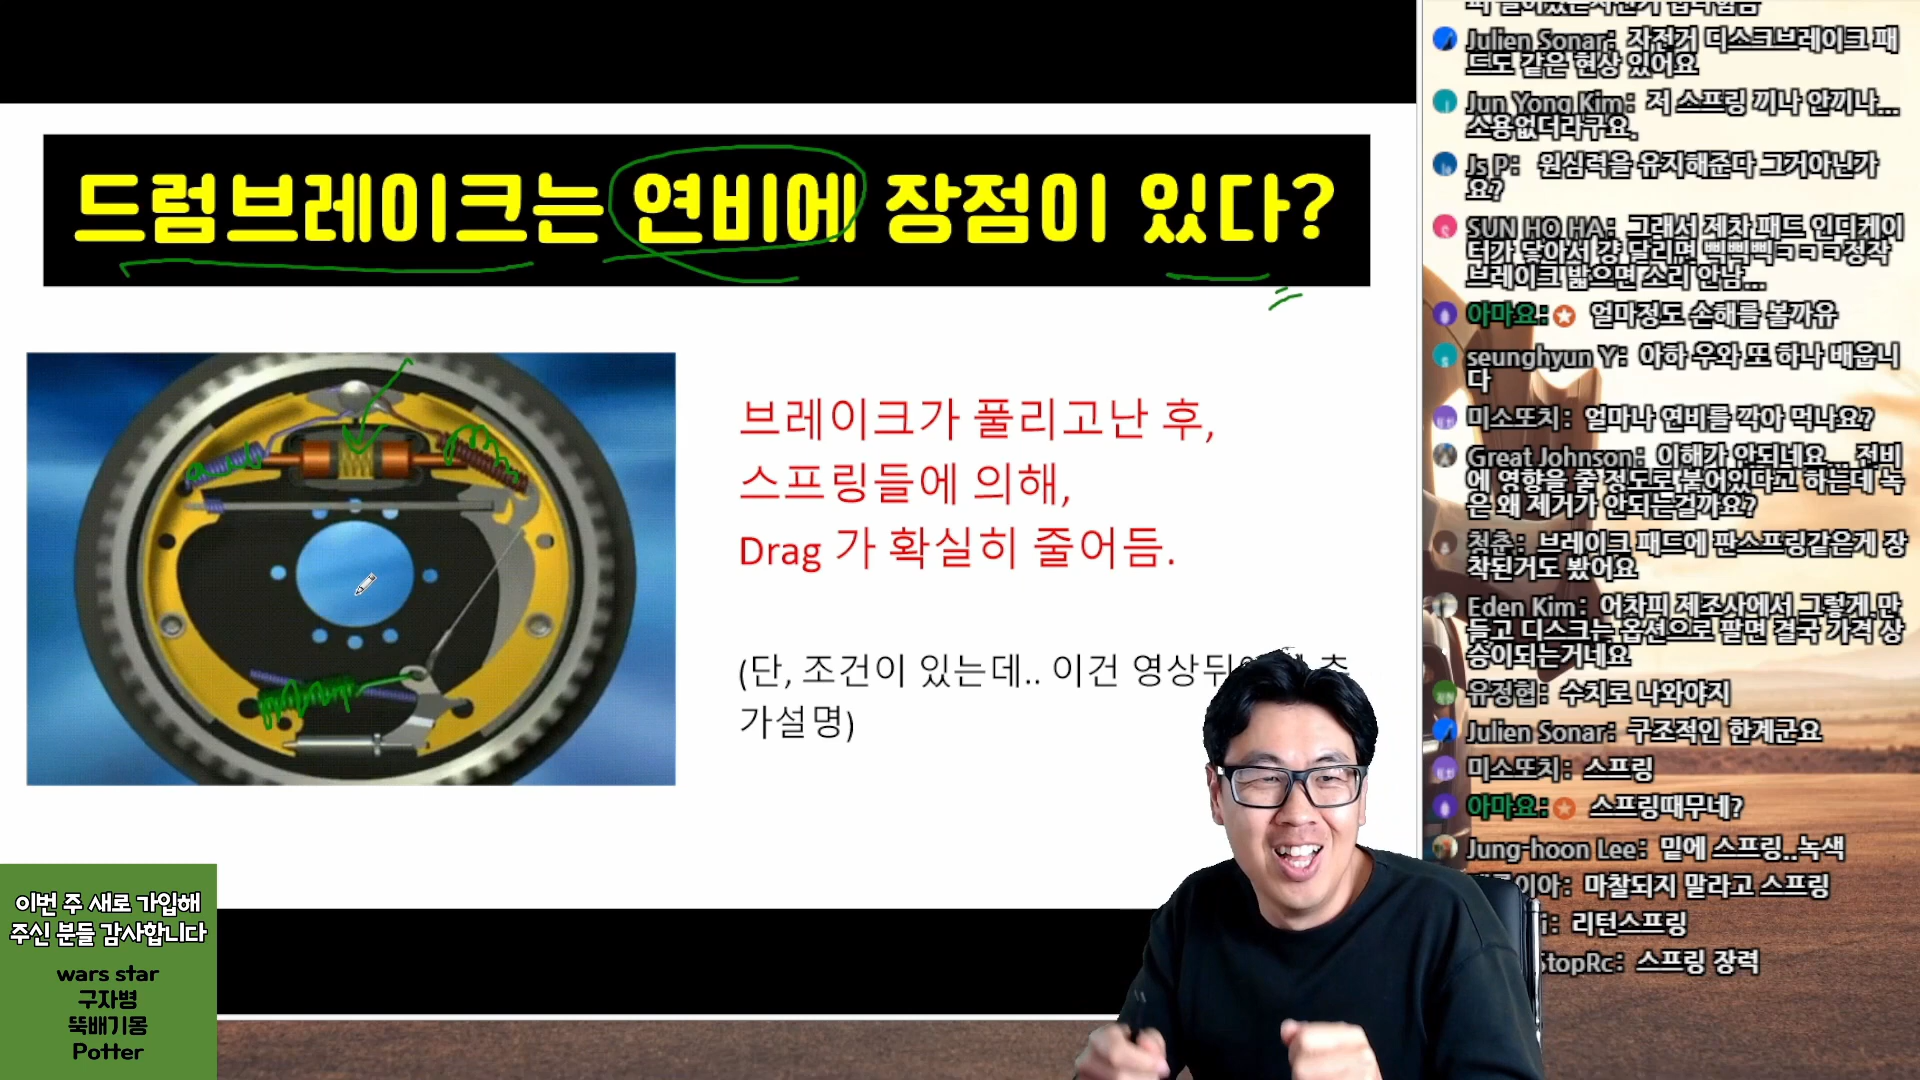 드럼브레이크는 연비에 장점이 있다?
브레이크가 풀리고난 후,
스프링들에 의해,
Drag 가 확실히 줄어듬.
(단, 조건이 있는데.. 이건 영상뒤
가설명)
이번 주 새로 가입해
주신 분들 감사합니다
wars star
구자병
뚝배기몽
Potter
Julien Sonar: 자전거 디스크브레이크 패
드도 같은 현상 있어요
Jun Yong Kim: 저 스프링 끼나 안끼나...
소용없더라구요.
Js P: 원심력을 유지해준다 그거아닌가
요?
SUN HO HA: 그래서 제차 패드 인디케이
터가 닿아서 걍 달리면 삑삑삑ㅋㅋㅋ정작
브레이크 밟으면 소리 안남...
아마요: 얼마정도 손해를 볼까유
seunghyun Y: 아하 우와 또 하나 배웁니
다
미소또치: 얼마나 연비를 깍아 먹나요?
Great Johnson: 이해가 안되네요... 전비
에 영향을 줄 정도로 붙어있다고 하는데 녹
은 왜 제거가 안되는걸까요?
청춘: 브레이크 패드에 판스프링같은게 장
착된거도 봤어요
Eden Kim: 어차피 제조사에서 그렇게 만
들고 디스크는 옵션으로 팔면 결국 가격 상
승이되는거네요
유정협: 수치로 나와야지
Julien Sonar: 구조적인 한계군요
미소또치: 스프링
아마요: 스프링때무네?
Jung-hoon Lee: 밑에 스프링..녹색
이아: 마찰되지 말라고 스프링
i: 리턴스프링
StopRc: 스프링 장력